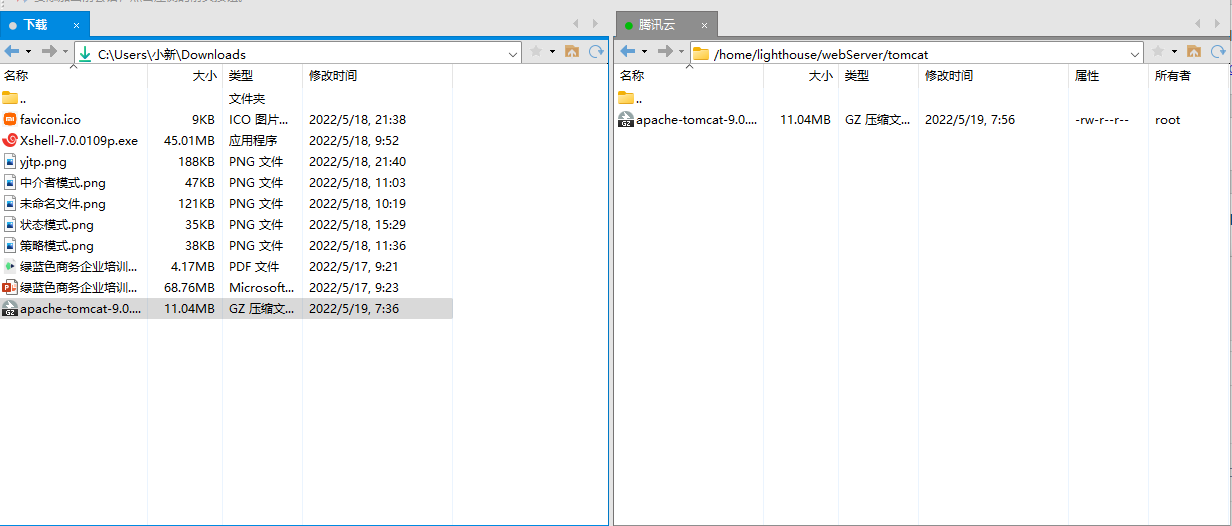 下载 ×
C:\Users\小新\Downloads
名称 大小 类型 修改时间
.. 文件夹
favicon.ico 9KB ICO 图片... 2022/5/18, 21:38
Xshell-7.0.0109p.exe 45.01MB 应用程序 2022/5/18, 9:52
yjtp.png 188KB PNG 文件 2022/5/18, 21:40
中介者模式.png 47KB PNG 文件 2022/5/18, 11:03
未命名文件.png 121KB PNG 文件 2022/5/18, 10:19
状态模式.png 35KB PNG 文件 2022/5/18, 15:29
策略模式.png 38KB PNG 文件 2022/5/18, 11:36
绿蓝色商务企业培训... 4.17MB PDF 文件 2022/5/17, 9:21
绿蓝色商务企业培训... 68.76MB Microsoft... 2022/5/17, 9:23
apache-tomcat-9.0.... 11.04MB GZ 压缩文... 2022/5/19, 7:36
腾讯云 ×
/home/lighthouse/webServer/tomcat
名称 大小 类型 修改时间 属性 所有者
..
apache-tomcat-9.0.... 11.04MB GZ 压缩文... 2022/5/19, 7:56 -rw-r--r-- root